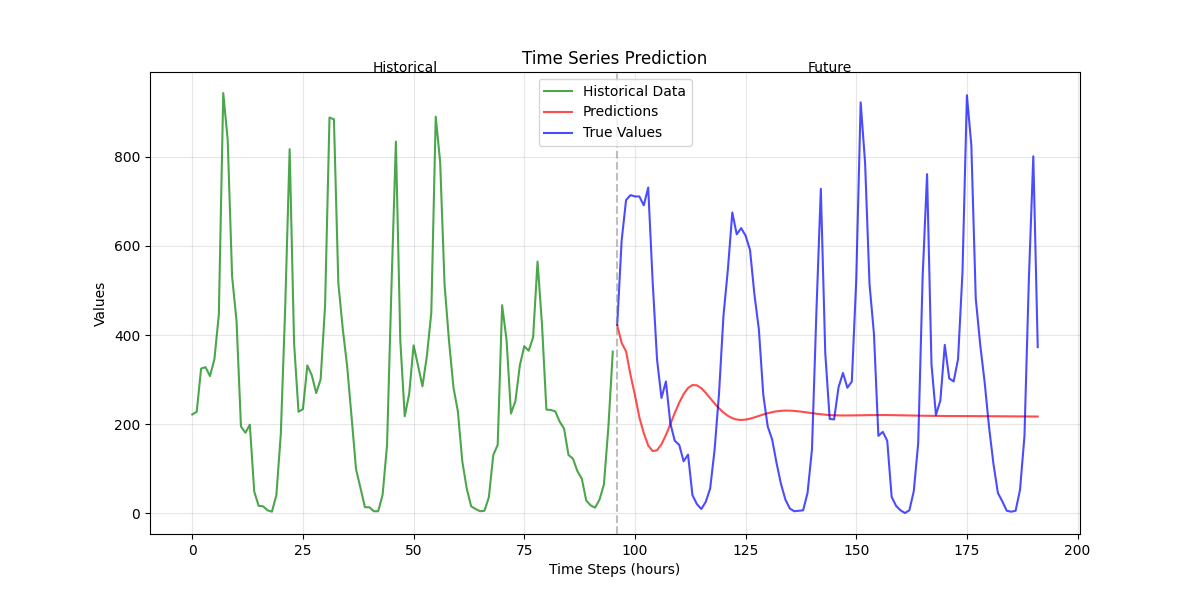 Time Series Prediction
Historical
Future
Historical Data
Predictions
True Values
Values
800
600
400
200
0
0
25
50
75
100
125
150
175
200
Time Steps (hours)